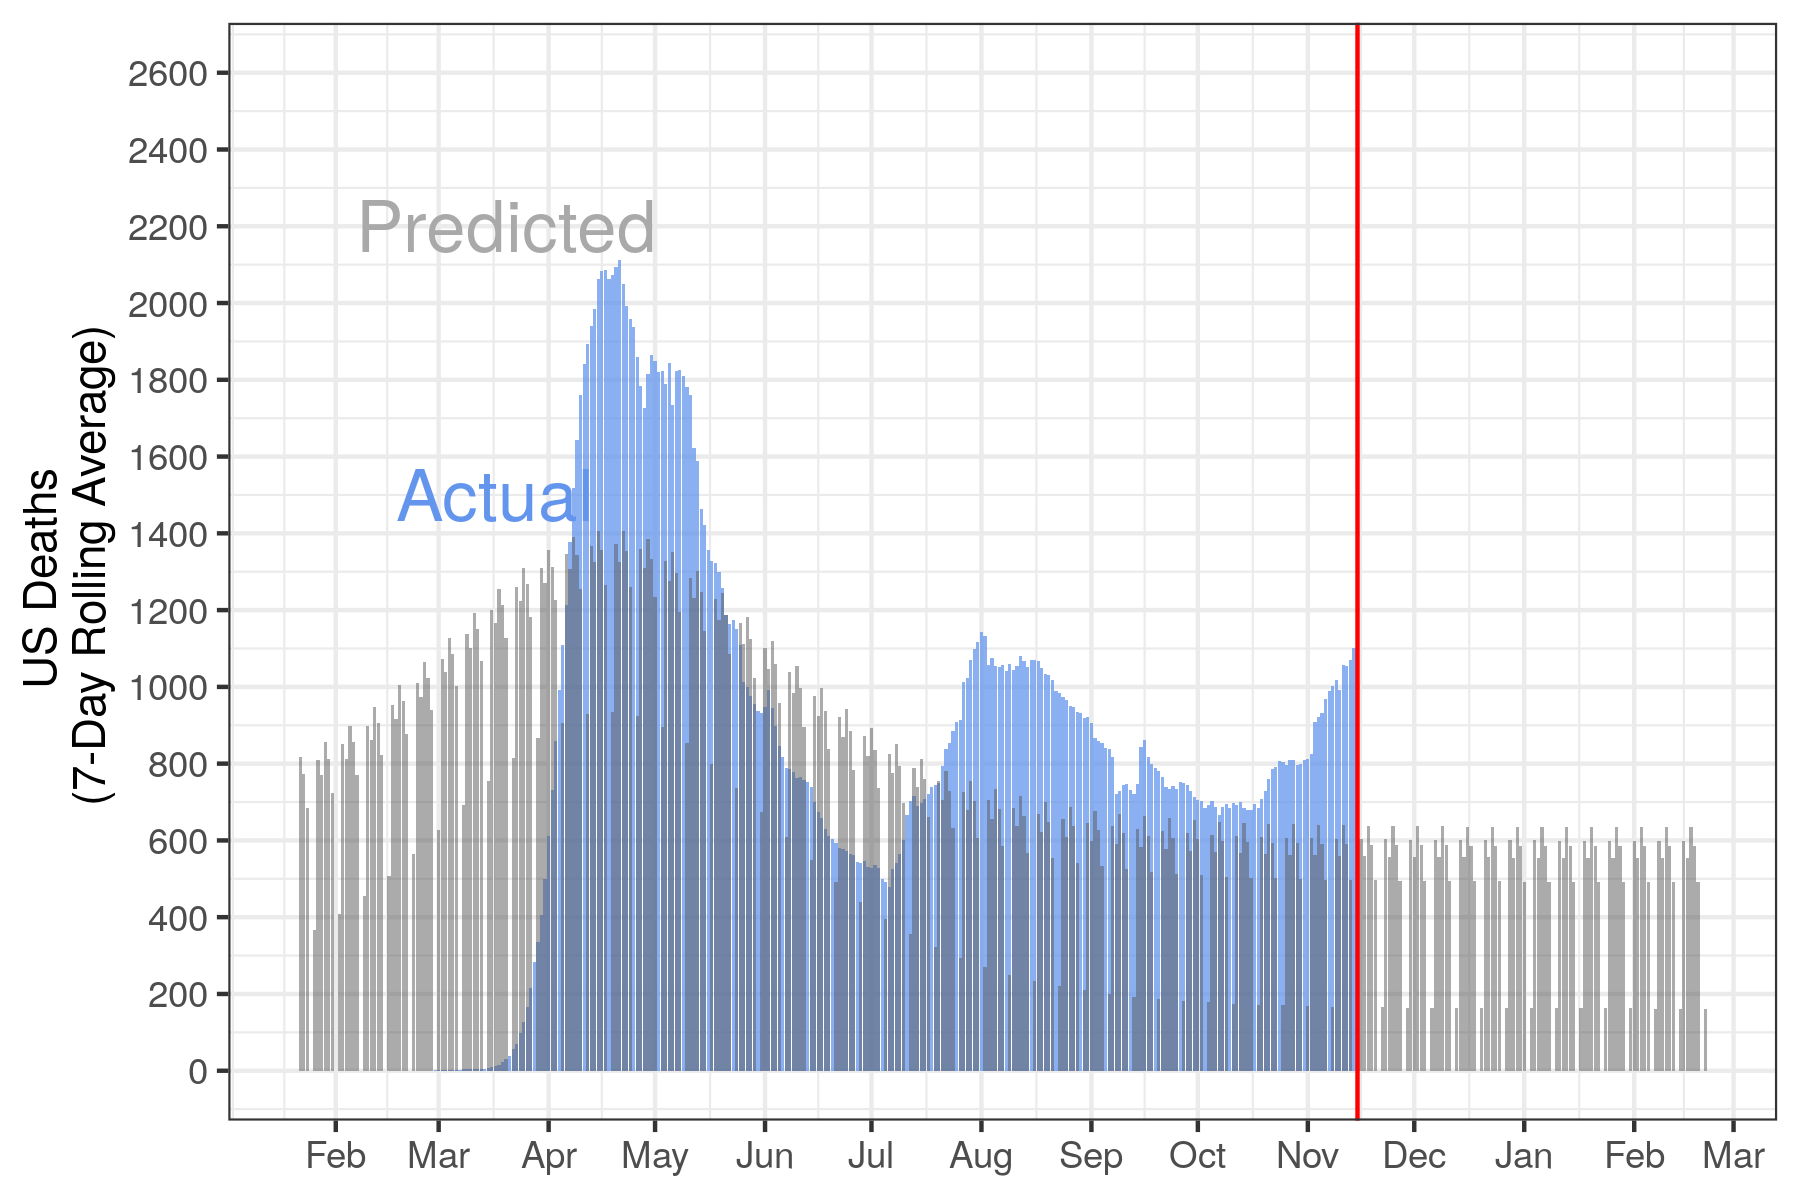 US Deaths
(7-Day Rolling Average)
2600
2400
2200
2000
1800
1600
1400
1200
1000
800
600
400
200
0
Predicted
Actual
Feb Mar Apr May Jun Jul Aug Sep Oct Nov Dec Jan Feb Mar